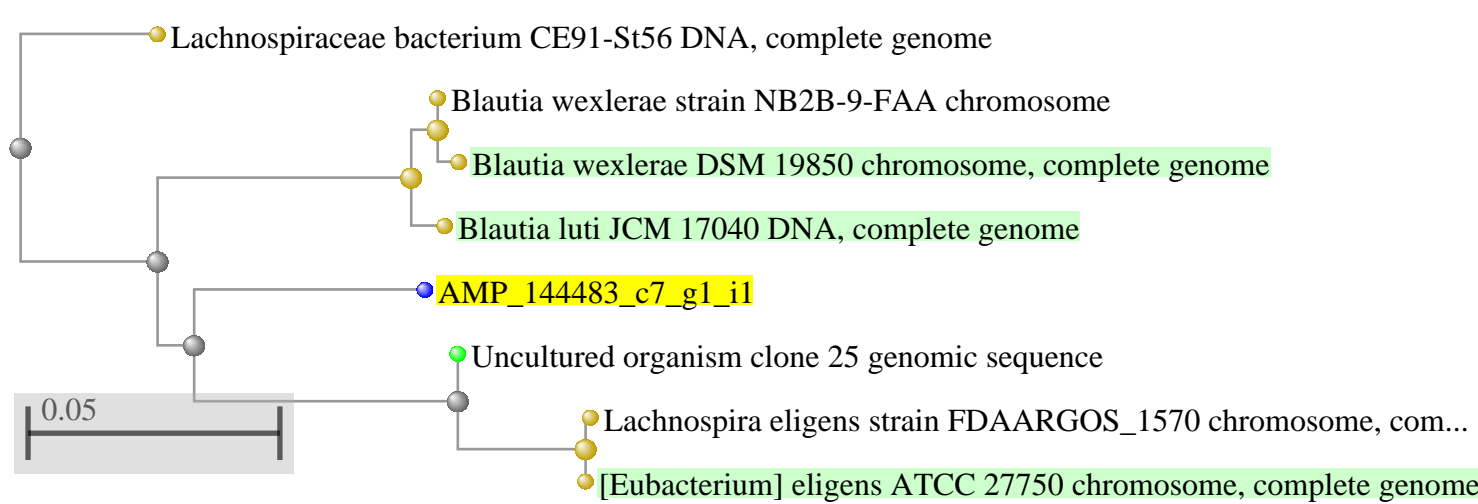 Lachnospiraceae bacterium CE91-St56 DNA, complete genome
Blautia wexlerae strain NB2B-9-FAA chromosome
Blautia wexlerae DSM 19850 chromosome, complete genome
Blautia luti JCM 17040 DNA, complete genome
AMP_144483_c7_g1_i1
Uncultured organism clone 25 genomic sequence
0.05
Lachnospira eligens strain FDAARGOS_1570 chromosome, com...
[Eubacterium] eligens ATCC 27750 chromosome, complete genome